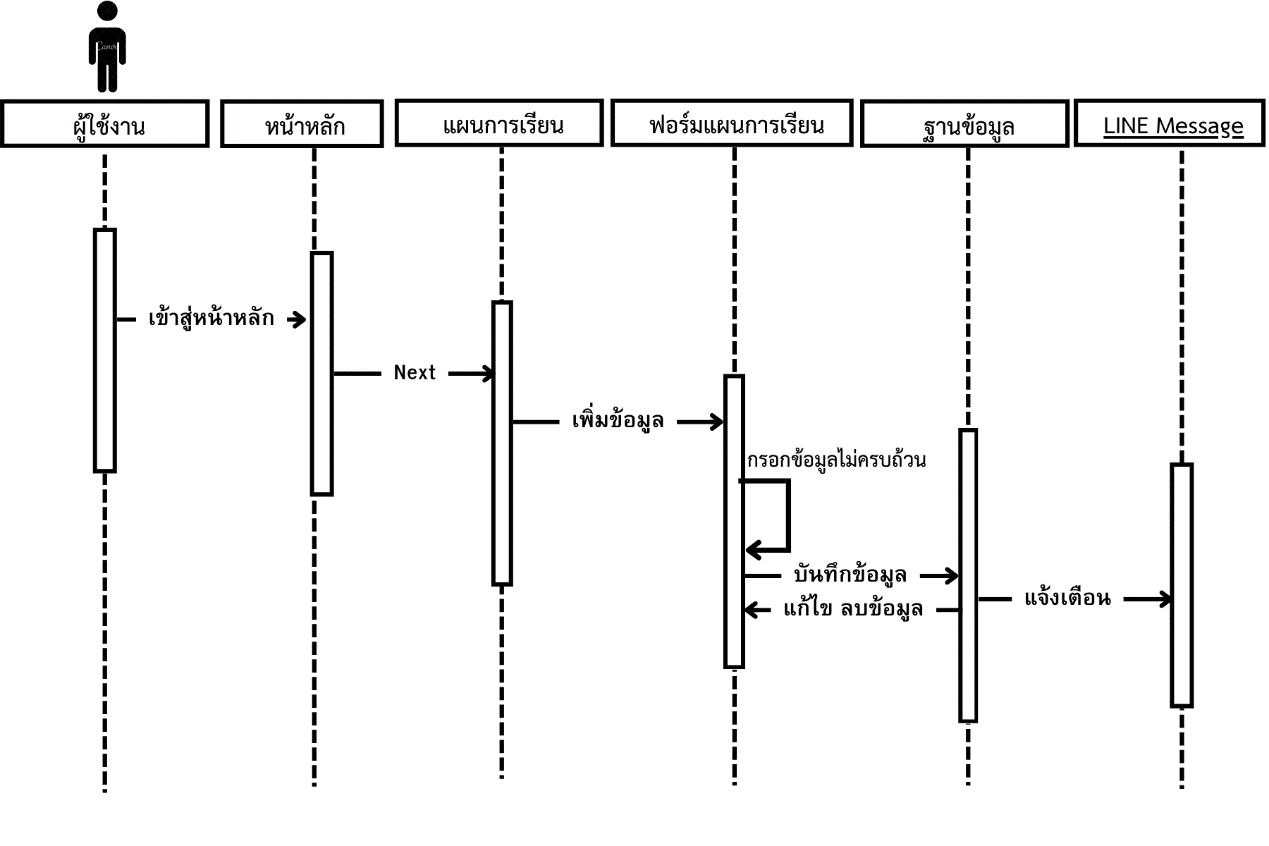 Canva
ผู้ใช้งาน
หน้าหลัก
แผนการเรียน
ฟอร์มแผนการเรียน
ฐานข้อมูล
LINE Message
เข้าสู่หน้าหลัก
Next
เพิ่มข้อมูล
กรอกข้อมูลไม่ครบถ้วน
บันทึกข้อมูล
แจ้งเตือน
แก้ไข ลบข้อมูล